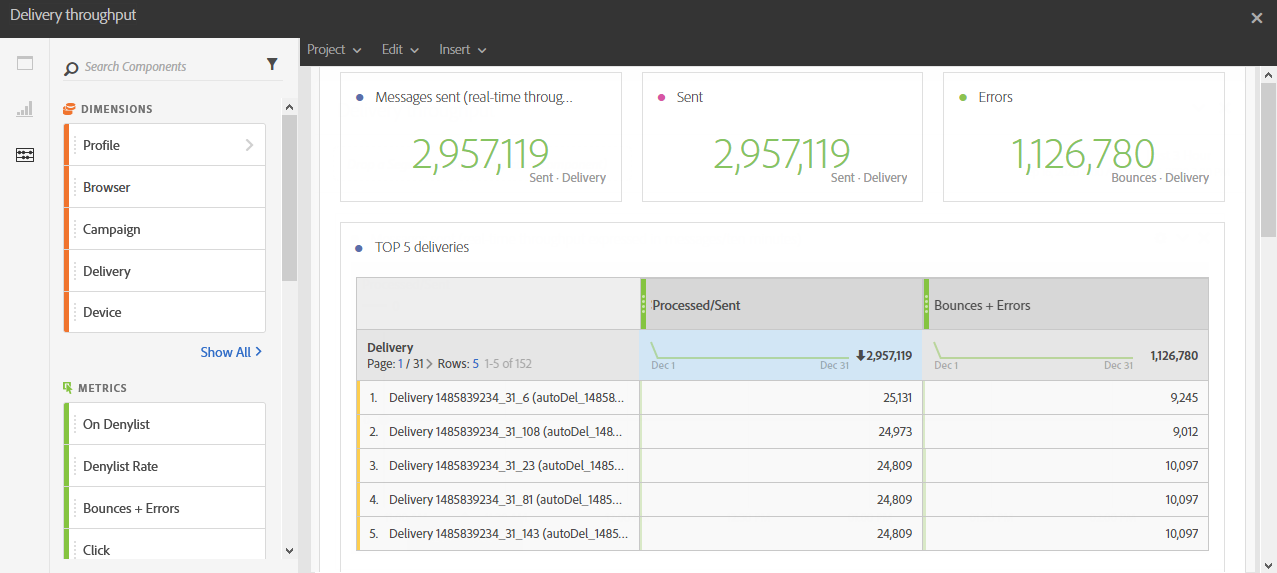 Delivery throughput
Project Edit Insert
Search Components
DIMENSIONS
Profile
Browser
Campaign
Delivery
Device
Show All
METRICS
On Denylist
Denylist Rate
Bounces + Errors
Click
Messages sent (real-time throug...
2,957,119
Sent · Delivery
Sent
2,957,119
Sent · Delivery
Errors
1,126,780
Bounces · Delivery
TOP 5 deliveries
Processed/Sent Bounces + Errors
Delivery
Page: 1 / 31 Rows: 5 1-5 of 152
Dec 1 Dec 31 2,957,119
Dec 1 Dec 31 1,126,780
1. Delivery 1485839234_31_6 (autoDel_14858... 25,131 9,245
2. Delivery 1485839234_31_108 (autoDel_148... 24,973 9,012
3. Delivery 1485839234_31_23 (autoDel_1485... 24,809 10,097
4. Delivery 1485839234_31_81 (autoDel_1485... 24,809 10,097
5. Delivery 1485839234_31_143 (autoDel_1485... 24,809 10,097